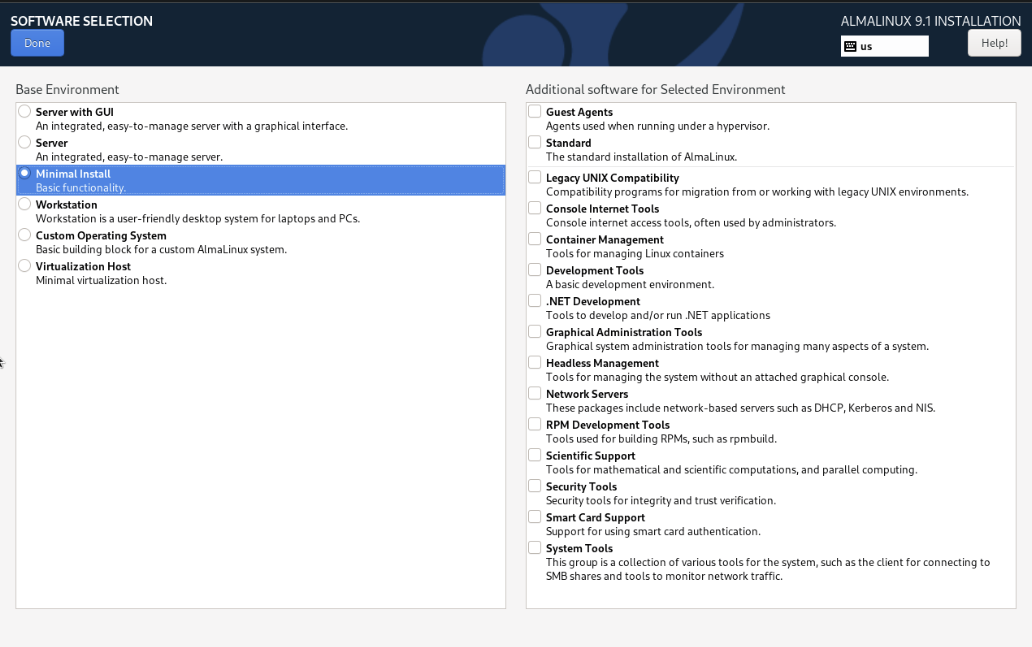 SOFTWARE SELECTION
ALMALINUX 9.1 INSTALLATION
Done
us
Help!
Base Environment
Server with GUI
An integrated, easy-to-manage server with a graphical interface.
Server
An integrated, easy-to-manage server.
Minimal Install
Basic functionality.
Workstation
Workstation is a user-friendly desktop system for laptops and PCs.
Custom Operating System
Basic building block for a custom AlmaLinux system.
Virtualization Host
Minimal virtualization host.
Additional software for Selected Environment
Guest Agents
Agents used when running under a hypervisor.
Standard
The standard installation of AlmaLinux.
Legacy UNIX Compatibility
Compatibility programs for migration from or working with legacy UNIX environments.
Console Internet Tools
Console internet access tools, often used by administrators.
Container Management
Tools for managing Linux containers
Development Tools
A basic development environment.
.NET Development
Tools to develop and/or run .NET applications
Graphical Administration Tools
Graphical system administration tools for managing many aspects of a system.
Headless Management
Tools for managing the system without an attached graphical console.
Network Servers
These packages include network-based servers such as DHCP, Kerberos and NIS.
RPM Development Tools
Tools used for building RPMs, such as rpmbuild.
Scientific Support
Tools for mathematical and scientific computations, and parallel computing.
Security Tools
Security tools for integrity and trust verification.
Smart Card Support
Support for using smart card authentication.
System Tools
This group is a collection of various tools for the system, such as the client for connecting to
SMB shares and tools to monitor network traffic.